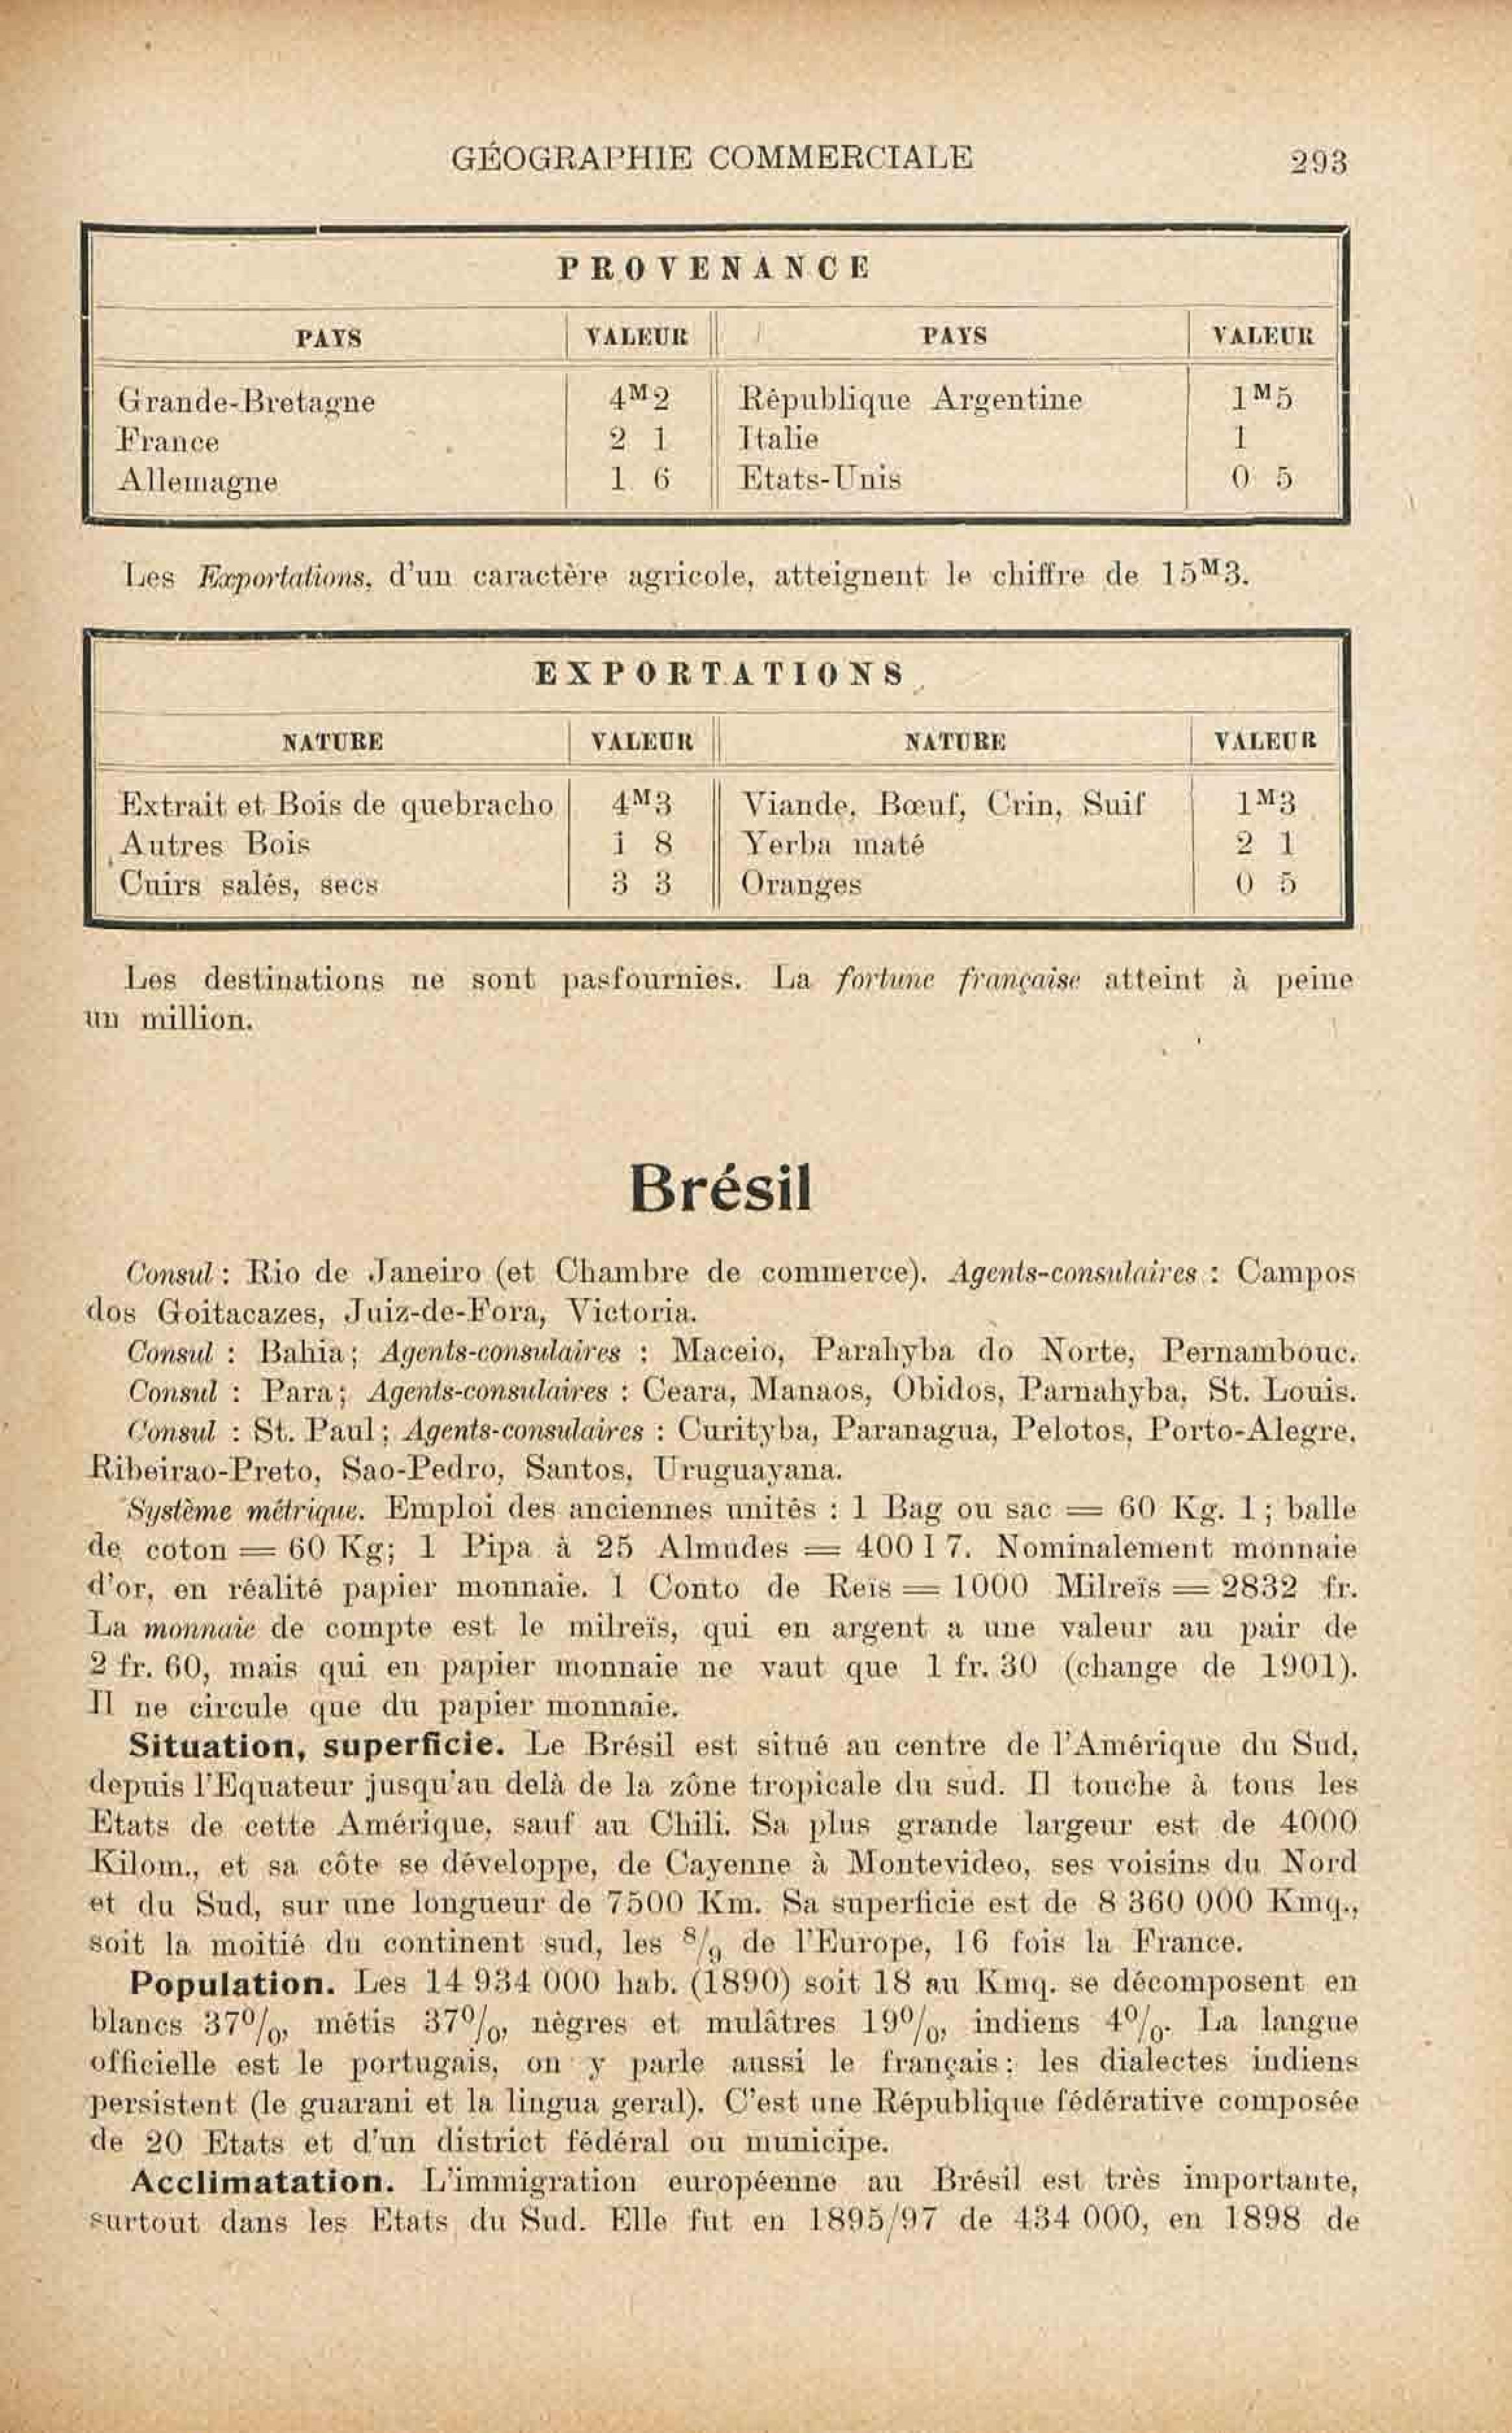 GÉOGRAPHIE COMMERCIALE 293
PROVENANCE
PAYS VALEUR PAYS VALEUR
Grande-Bretagne 4M2 République Argentine 1M5
France 2 1 Italie 1
Allemagne 1 6 Etats-Unis 0 5
Les Exportations, d'un caractère agricole, atteignent le chiffre de 15M3.
EXPORTATIONS
NATURE VALEUR NATURE VALEUR
Extrait et Bois de quebracho 4M3 Viande, Bœuf, Crin, Suif 1M3
Autres Bois 1 8 Yerba maté 2 1
Cuirs salés, secs 3 3 Oranges 0 5
Les destinations ne sont pasfournies. La fortune française atteint à peine
un million.
Brésil
Consul : Rio de Janeiro (et Chambre de commerce). Agents-consulaires : Campos
dos Goitacazes, Juiz-de-Fora, Victoria.
Consul : Bahia; Agents-consulaires : Maceio, Parahyba do Norte, Pernambouc.
Consul : Para; Agents-consulaires : Ceara, Manaos, Obidos, Parnahyba, St. Louis.
Consul : St. Paul; Agents-consulaires : Curityba, Paranagua, Pelotos, Porto-Alegre,
Ribeirao-Preto, Sao-Pedro, Santos, Uruguayana.
Système métrique. Emploi des anciennes unités : 1 Bag ou sac = 60 Kg. 1; balle
de coton = 60 Kg; 1 Pipa à 25 Almudes = 400 l 7. Nominalement monnaie
d'or, en réalité papier monnaie. 1 Conto de Reis = 1000 Milreïs = 2832 fr.
La monnaie de compte est le milreïs, qui en argent a une valeur au pair de
2 fr. 60, mais qui en papier monnaie ne vaut que 1 fr. 30 (change de 1901).
Il ne circule que du papier monnaie.
Situation, superficie. Le Brésil est situé au centre de l'Amérique du Sud,
depuis l'Equateur jusqu'au delà de la zône tropicale du sud. Il touche à tous les
Etats de cette Amérique, sauf au Chili. Sa plus grande largeur est de 4000
Kilom., et sa côte se développe, de Cayenne à Montevideo, ses voisins du Nord
et du Sud, sur une longueur de 7500 Km. Sa superficie est de 8 360 000 Kmq.,
soit la moitié du continent sud, les 8/9 de l'Europe, 16 fois la France.
Population. Les 14 934 000 hab. (1890) soit 18 au Kmq. se décomposent en
blancs 37%, métis 37%, nègres et mulâtres 19%, indiens 4%. La langue
officielle est le portugais, on y parle aussi le français; les dialectes indiens
persistent (le guarani et la lingua geral). C'est une République fédérative composée
de 20 Etats et d'un district fédéral ou municipe.
Acclimatation. L'immigration européenne au Brésil est très importante,
surtout dans les Etats du Sud. Elle fut en 1895/97 de 434 000, en 1898 de